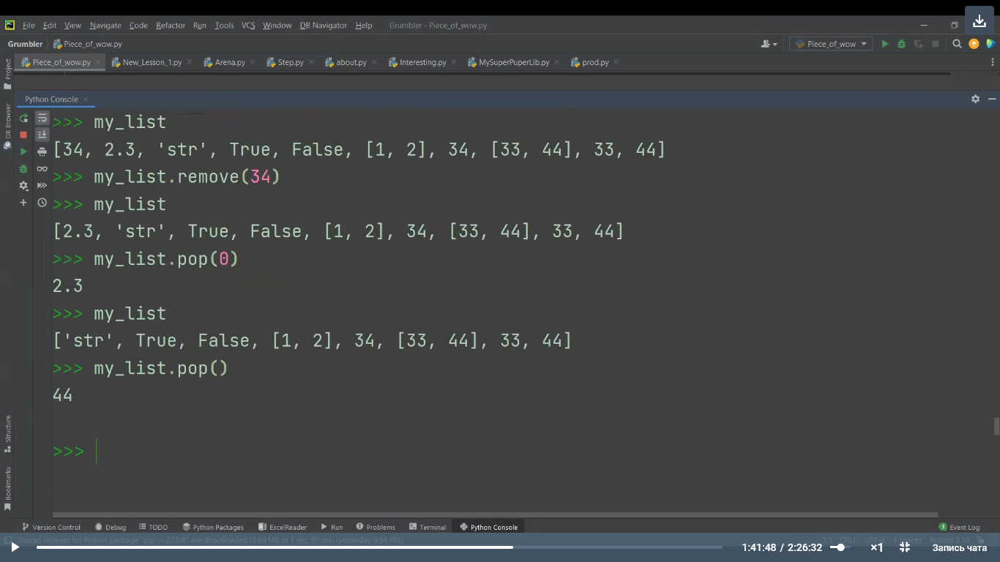 File Edit View Navigate Code Refactor Run Tools VCS Window DB Navigator Help Grumbler - Piece_of_wow.py
Grumbler Piece_of_wow.py Piece_of_wow
Piece_of_wow.py New_Lesson_1.py Arena.py Step.py about.py Interesting.py MySuperPuperLib.py prod.py
Project
DB Browser
Python Console
>>> my_list
[34, 2.3, 'str', True, False, [1, 2], 34, [33, 44], 33, 44]
>>> my_list.remove(34)
>>> my_list
[2.3, 'str', True, False, [1, 2], 34, [33, 44], 33, 44]
>>> my_list.pop(0)
2.3
>>> my_list
['str', True, False, [1, 2], 34, [33, 44], 33, 44]
>>> my_list.pop()
44
>>>
Structure
Bookmarks
Version Control Debug TODO Python Packages ExcelReader Run Problems Terminal Python Console 1 Event Log
Shared indexes for Python package "pip==22.0.4" are downloaded (1.69 MB in 1 sec, 97 ms) (yesterday 9:54 PM) 1:1 CRLF UTF-8 4 spaces Python 3.10
1:41:48 / 2:26:32 ×1 Запись чата